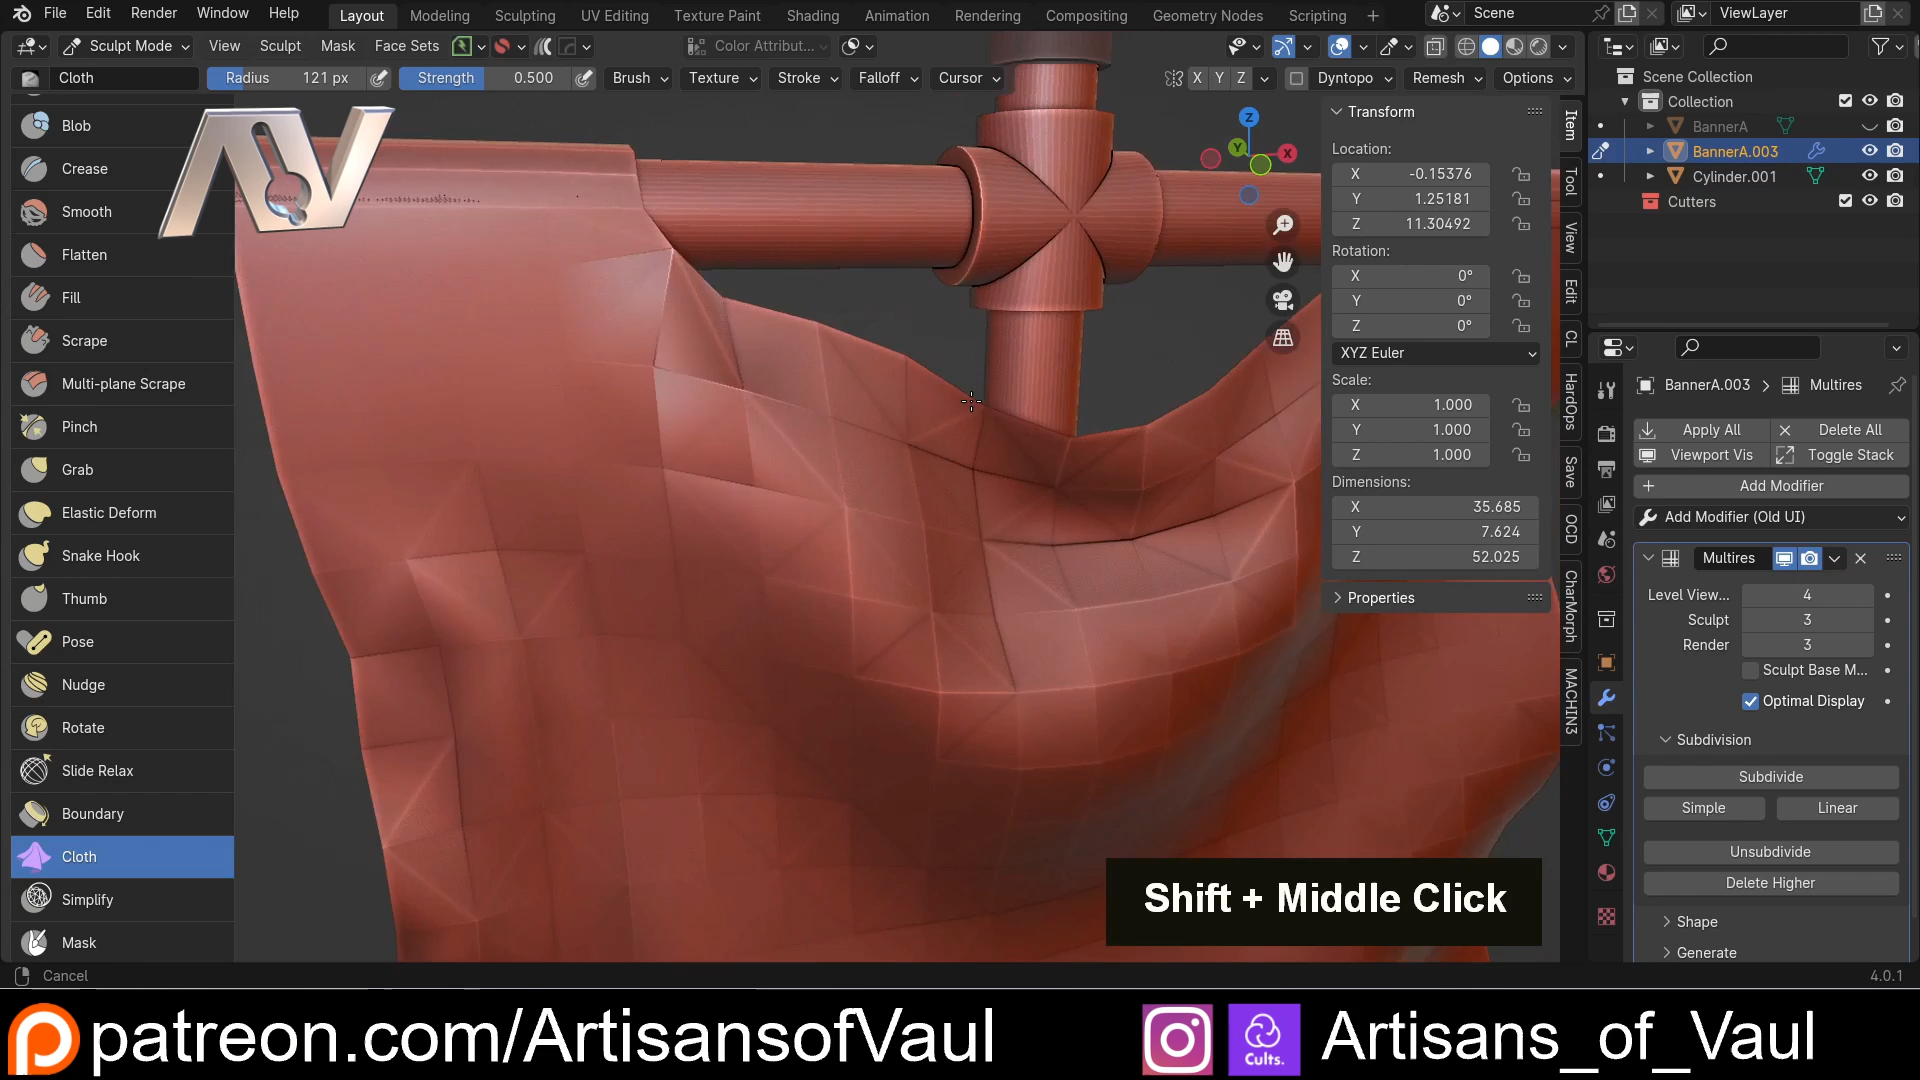 File Edit Render Window Help Layout Modeling Sculpting UV Editing Texture Paint Shading Animation Rendering Compositing Geometry Nodes Scripting + Scene ViewLayer
Sculpt Mode View Sculpt Mask Face Sets Color Attribut...
Cloth Radius 121 px Strength 0.500 Brush Texture Stroke Falloff Cursor X Y Z Dyntopo Remesh Options
Blob
Crease
Smooth
Flatten
Fill
Scrape
Multi-plane Scrape
Pinch
Grab
Elastic Deform
Snake Hook
Thumb
Pose
Nudge
Rotate
Slide Relax
Boundary
Cloth
Simplify
Mask
AV
Z
Y
X
Transform
Location:
X -0.15376
Y 1.25181
Z 11.30492
Rotation:
X 0°
Y 0°
Z 0°
XYZ Euler
Scale:
X 1.000
Y 1.000
Z 1.000
Dimensions:
X 35.685
Y 7.624
Z 52.025
Properties
Item
Tool
View
Edit
CL
HardOps
Save
OCD
CharMorph
MACHIN3
Scene Collection
Collection
BannerA
BannerA.003
Cylinder.001
Cutters
BannerA.003 > Multires
Apply All Delete All
Viewport Vis Toggle Stack
Add Modifier
Add Modifier (Old UI)
Multires
Level View... 4
Sculpt 3
Render 3
Sculpt Base M...
Optimal Display
Subdivision
Subdivide
Simple Linear
Unsubdivide
Delete Higher
Shape
Generate
Shift + Middle Click
Cancel 4.0.1
patreon.com/ArtisansofVaul Cults. Artisans_of_Vaul